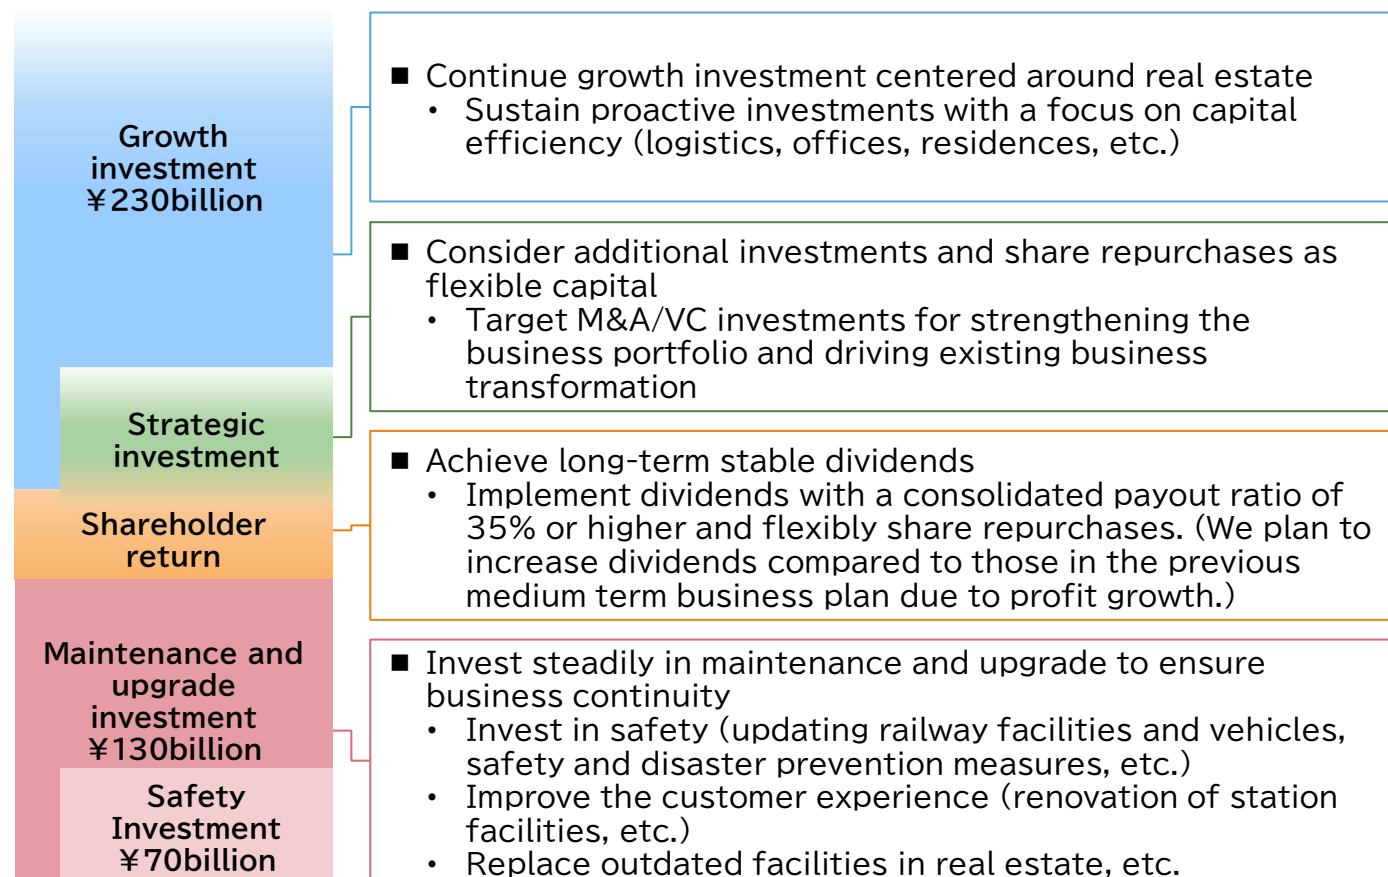 Growth
investment
¥230billion
■ Continue growth investment centered around real estate
• Sustain proactive investments with a focus on capital
efficiency (logistics, offices, residences, etc.)
Strategic
investment
■ Consider additional investments and share repurchases as
flexible capital
• Target M&A/VC investments for strengthening the
business portfolio and driving existing business
transformation
Shareholder
return
■ Achieve long-term stable dividends
• Implement dividends with a consolidated payout ratio of
35% or higher and flexibly share repurchases. (We plan to
increase dividends compared to those in the previous
medium term business plan due to profit growth.)
Maintenance and
upgrade
investment
¥130billion
Safety
Investment
¥70billion
■ Invest steadily in maintenance and upgrade to ensure
business continuity
• Invest in safety (updating railway facilities and vehicles,
safety and disaster prevention measures, etc.)
• Improve the customer experience (renovation of station
facilities, etc.)
• Replace outdated facilities in real estate, etc.